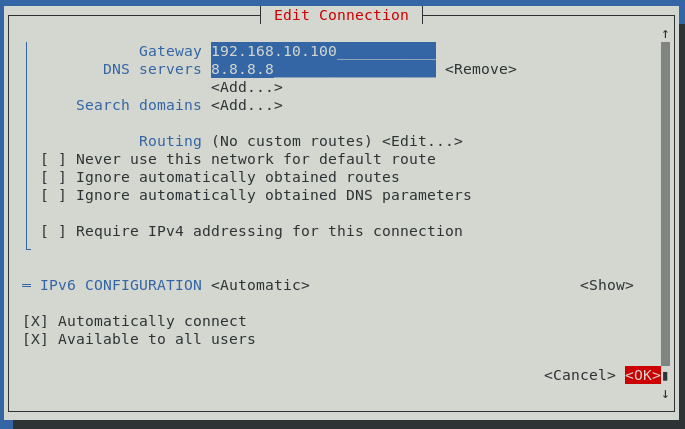 Edit Connection
Gateway 192.168.10.100
DNS servers 8.8.8.8 <Remove>
<Add...>
Search domains <Add...>
Routing (No custom routes) <Edit...>
[ ] Never use this network for default route
[ ] Ignore automatically obtained routes
[ ] Ignore automatically obtained DNS parameters
[ ] Require IPv4 addressing for this connection
= IPv6 CONFIGURATION <Automatic> <Show>
[X] Automatically connect
[X] Available to all users
<Cancel> <OK>